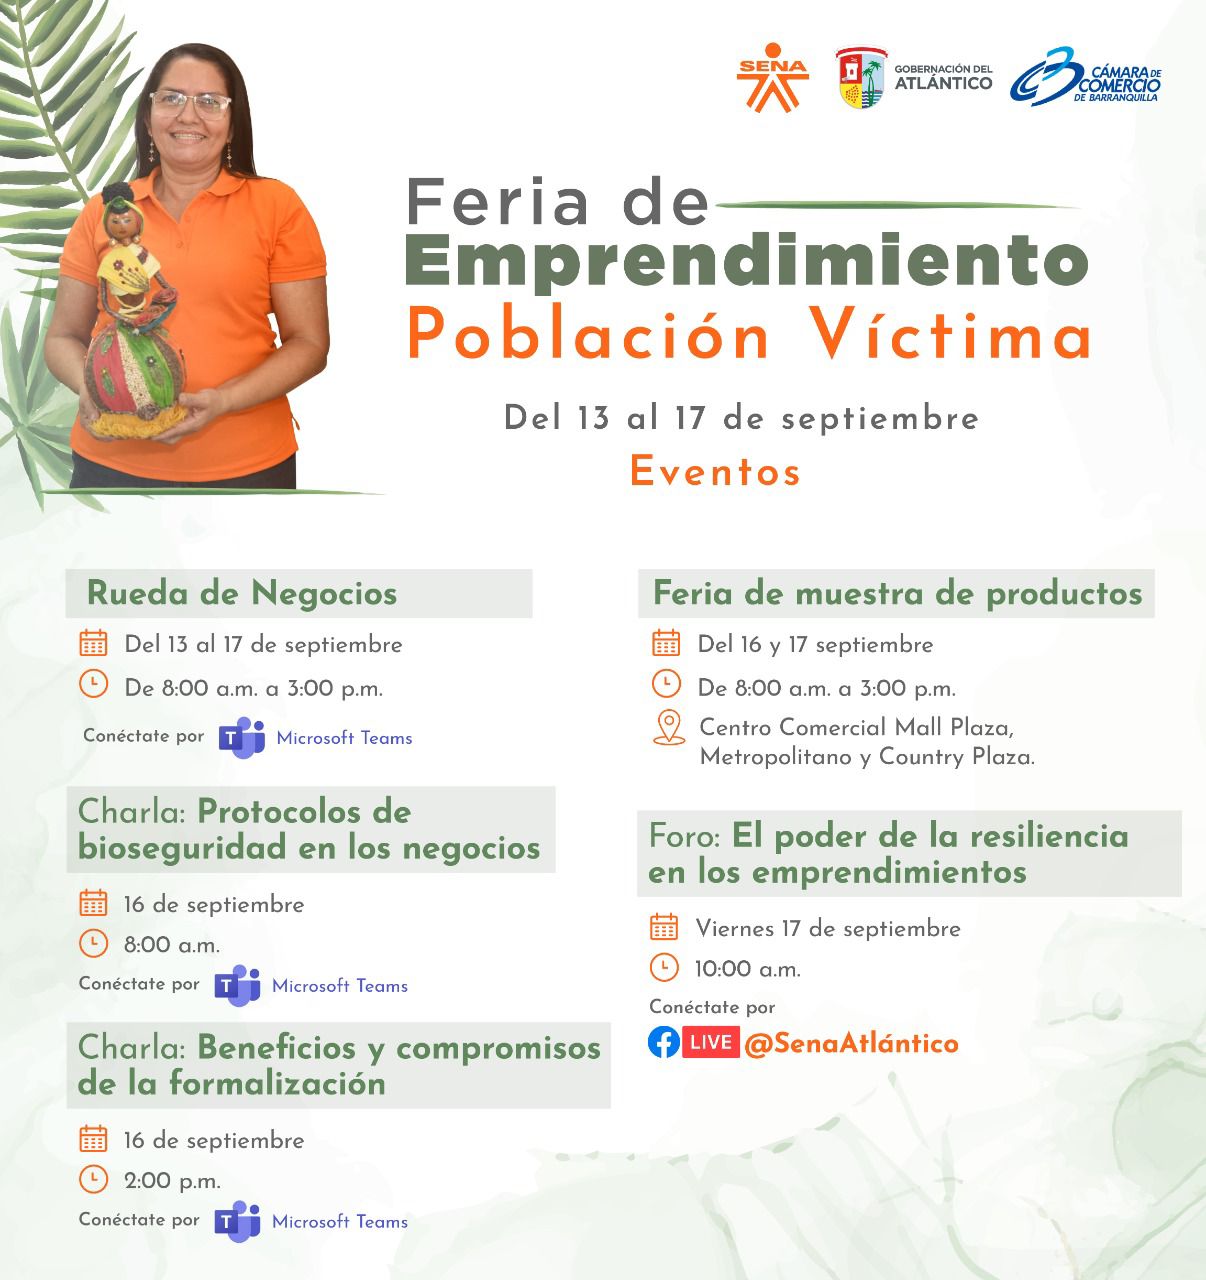 SENA
GOBERNACIÓN DEL
ATLÁNTICO
CÁMARA DE
COMERCIO
DE BARRANQUILLA
Feria de
Emprendimiento
Población Víctima
Del 13 al 17 de septiembre
Eventos
Rueda de Negocios
Del 13 al 17 de septiembre
De 8:00 a.m. a 3:00 p.m.
Conéctate por T Microsoft Teams
Charla: Protocolos de
bioseguridad en los negocios
16 de septiembre
8:00 a.m.
Conéctate por T Microsoft Teams
Charla: Beneficios y compromisos
de la formalización
16 de septiembre
2:00 p.m.
Conéctate por T Microsoft Teams
Feria de muestra de productos
Del 16 y 17 septiembre
De 8:00 a.m. a 3:00 p.m.
Centro Comercial Mall Plaza,
Metropolitano y Country Plaza.
Foro: El poder de la resiliencia
en los emprendimientos
Viernes 17 de septiembre
10:00 a.m.
Conéctate por
LIVE @SenaAtlántico